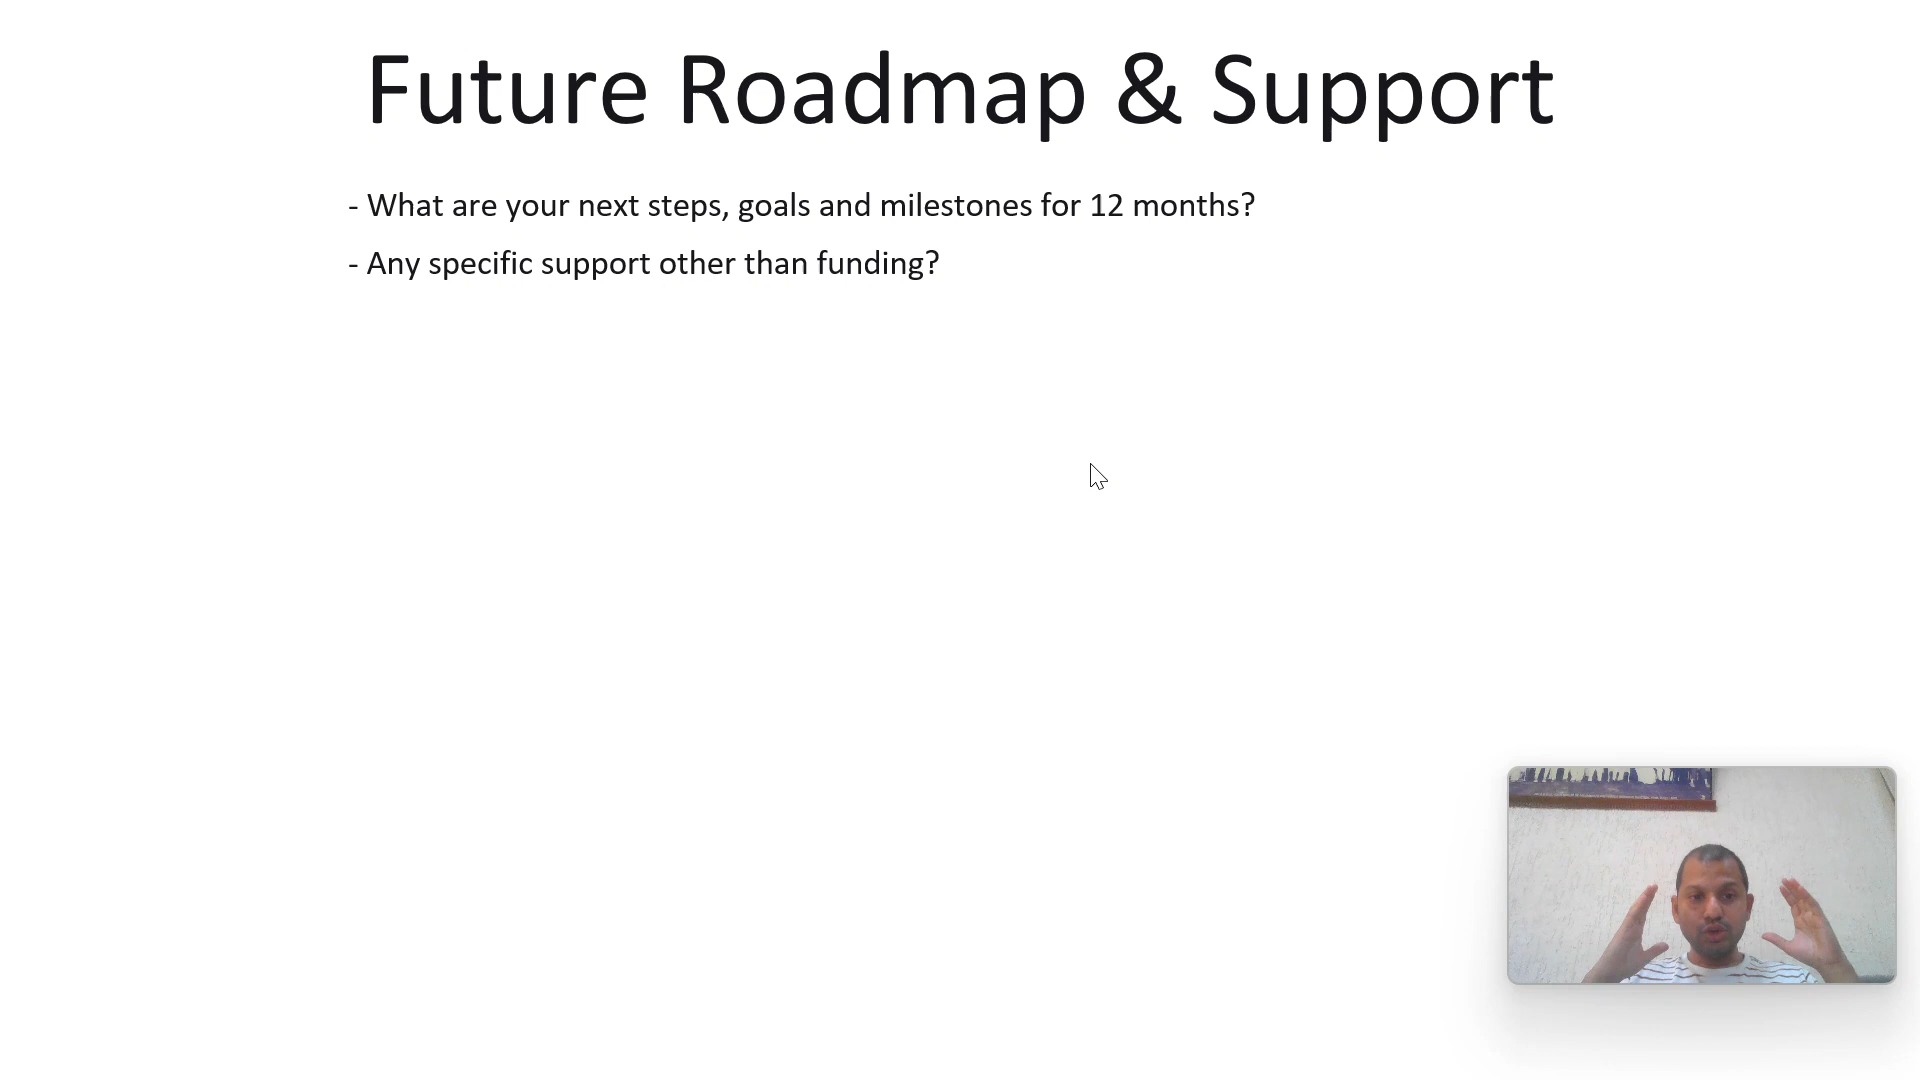 Future Roadmap & Support
- What are your next steps, goals and milestones for 12 months?
- Any specific support other than funding?